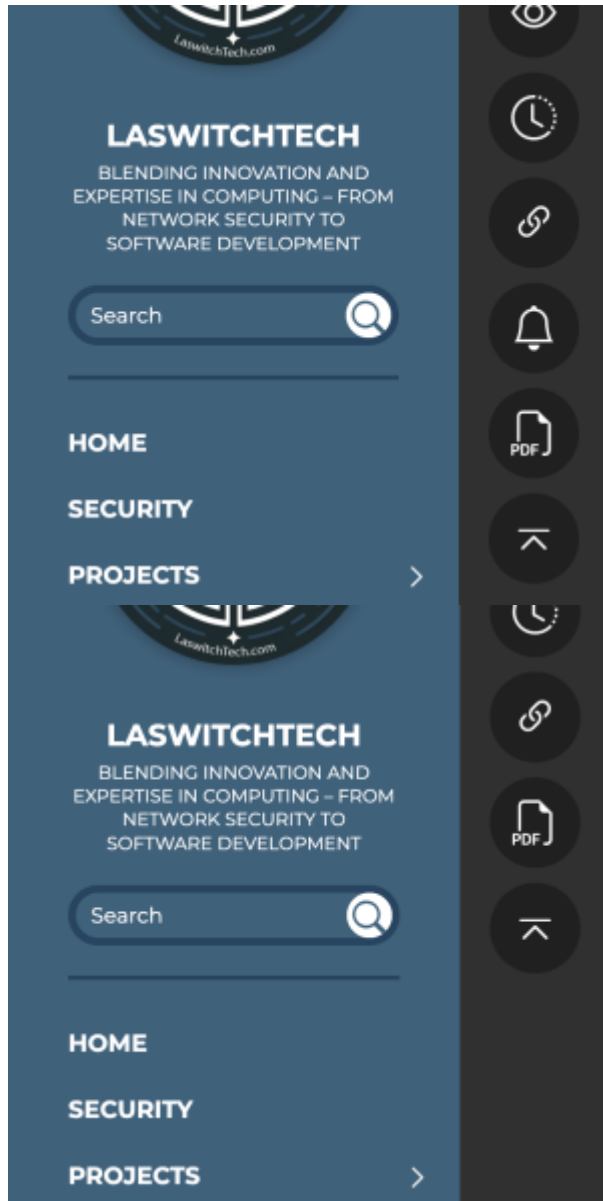 LaswitchTech.com
LASWITCHTECH
BLENDING INNOVATION AND
EXPERTISE IN COMPUTING – FROM
NETWORK SECURITY TO
SOFTWARE DEVELOPMENT
Search
HOME
SECURITY
PROJECTS
PDF
LaswitchTech.com
LASWITCHTECH
BLENDING INNOVATION AND
EXPERTISE IN COMPUTING – FROM
NETWORK SECURITY TO
SOFTWARE DEVELOPMENT
Search
HOME
SECURITY
PROJECTS
PDF